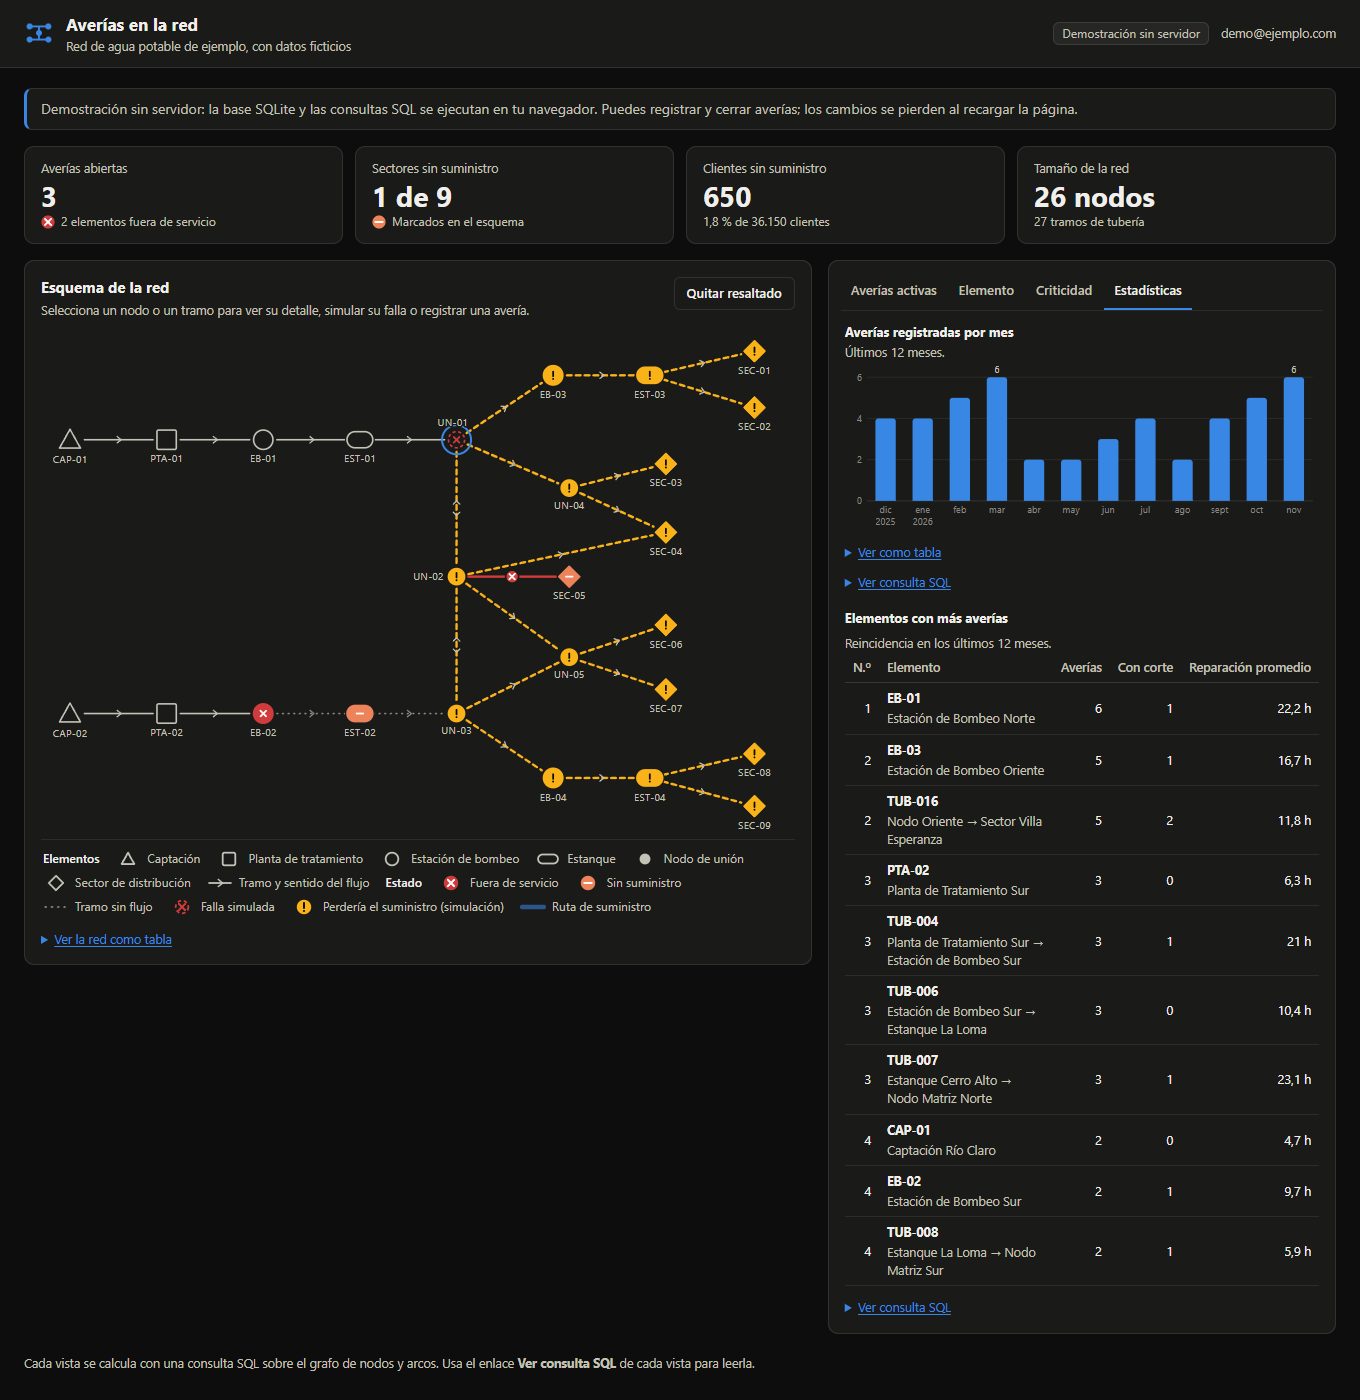 Averías en la red
Red de agua potable de ejemplo, con datos ficticios
Demostración sin servidor
demo@ejemplo.com
Demostración sin servidor: la base SQLite y las consultas SQL se ejecutan en tu navegador. Puedes registrar y cerrar averías; los cambios se pierden al recargar la página.
Averías abiertas
3
2 elementos fuera de servicio
Sectores sin suministro
1 de 9
Marcados en el esquema
Clientes sin suministro
650
1,8 % de 36.150 clientes
Tamaño de la red
26 nodos
27 tramos de tubería
Esquema de la red
Selecciona un nodo o un tramo para ver su detalle, simular su falla o registrar una avería.
Quitar resaltado
SEC-01
EB-03
EST-03
SEC-02
UN-01
CAP-01
PTA-01
EB-01
EST-01
SEC-03
UN-04
SEC-04
UN-02
SEC-05
SEC-06
UN-05
SEC-07
CAP-02
PTA-02
EB-02
EST-02
UN-03
SEC-08
EB-04
EST-04
SEC-09
Elementos
Captación
Planta de tratamiento
Estación de bombeo
Estanque
Nodo de unión
Sector de distribución
Tramo y sentido del flujo
Estado
Fuera de servicio
Sin suministro
Tramo sin flujo
Falla simulada
Perdería el suministro (simulación)
Ruta de suministro
Ver la red como tabla
Averías activas
Elemento
Criticidad
Estadísticas
Averías registradas por mes
Últimos 12 meses.
6
4
2
0
6
6
dic
2025
ene
2026
feb
mar
abr
may
jun
jul
ago
sept
oct
nov
Ver como tabla
Ver consulta SQL
Elementos con más averías
Reincidencia en los últimos 12 meses.
N.º Elemento Averías Con corte Reparación promedio
EB-01
1 Estación de Bombeo Norte 6 1 22,2 h
EB-03
2 Estación de Bombeo Oriente 5 1 16,7 h
TUB-016
2 Nodo Oriente → Sector Villa 5 2 11,8 h
Esperanza
PTA-02
3 Planta de Tratamiento Sur 3 0 6,3 h
TUB-004
3 Planta de Tratamiento Sur → 3 1 21 h
Estación de Bombeo Sur
TUB-006
3 Estación de Bombeo Sur → 3 0 10,4 h
Estanque La Loma
TUB-007
3 Estanque Cerro Alto → 3 1 23,1 h
Nodo Matriz Norte
CAP-01
4 Captación Río Claro 2 0 4,7 h
EB-02
4 Estación de Bombeo Sur 2 1 9,7 h
TUB-008
4 Estanque La Loma → Nodo 2 1 5,9 h
Matriz Sur
Ver consulta SQL
Cada vista se calcula con una consulta SQL sobre el grafo de nodos y arcos. Usa el enlace Ver consulta SQL de cada vista para leerla.